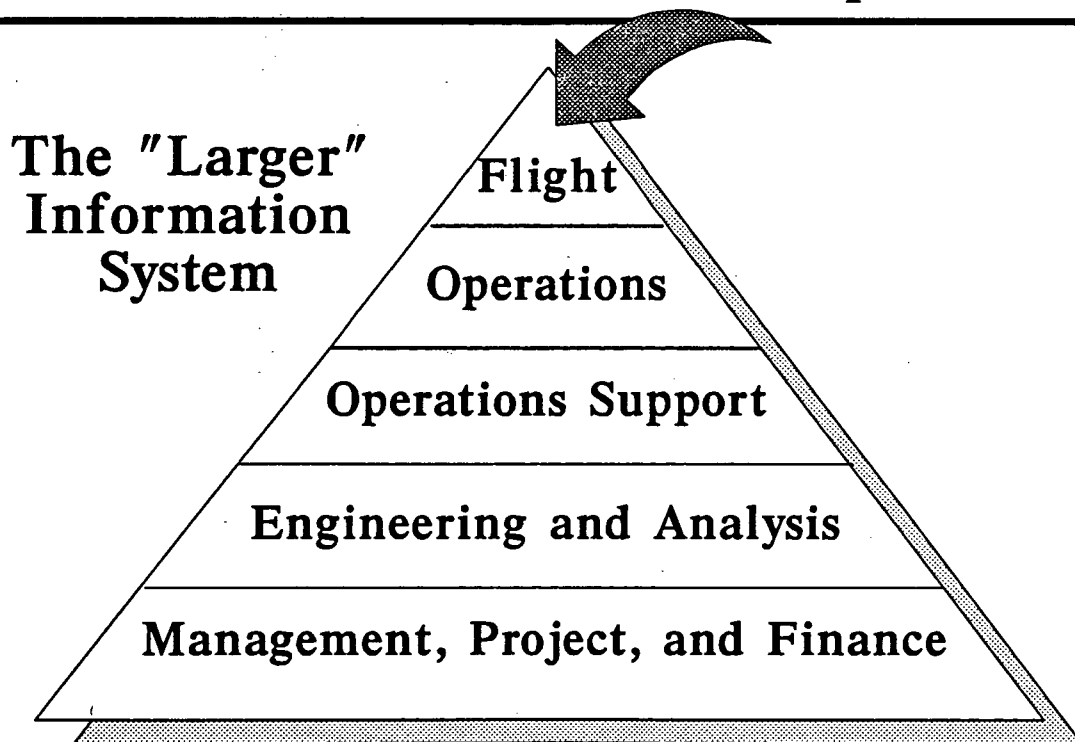 The "Larger"
Information
System
Flight
Operations
Operations Support
Engineering and Analysis
Management, Project, and Finance